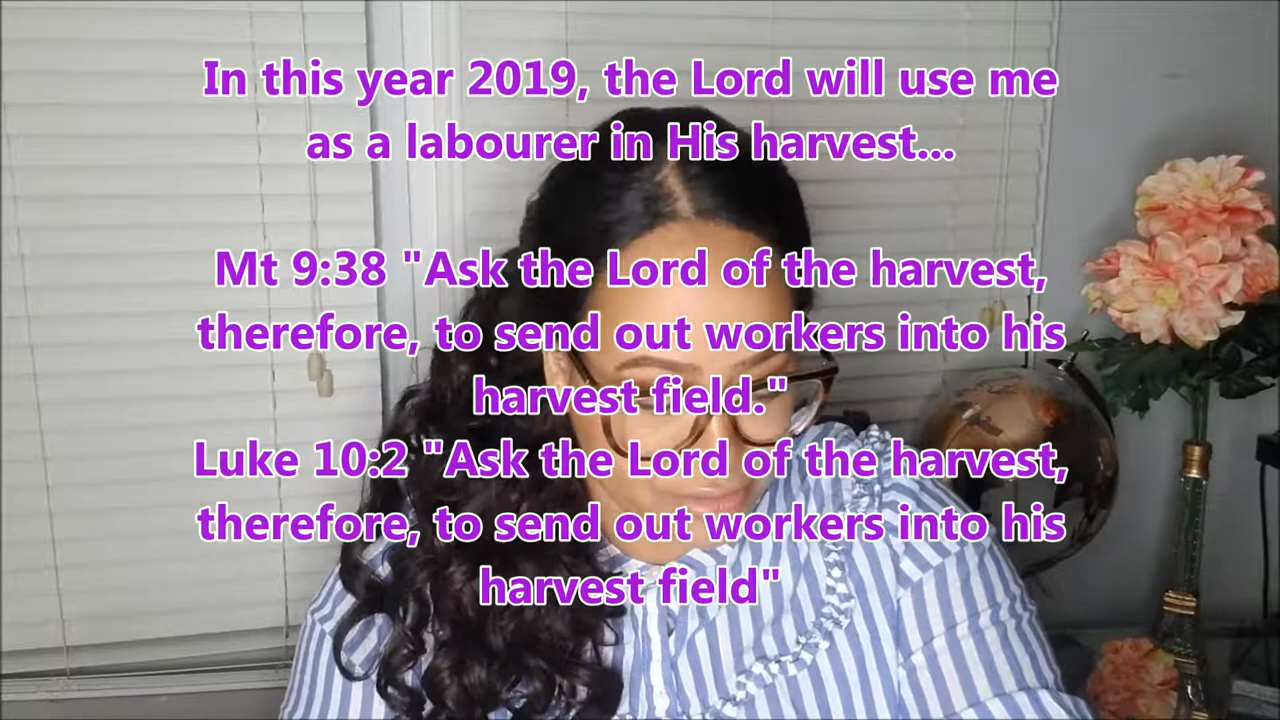 In this year 2019, the Lord will use me
as a labourer in His harvest...
Mt 9:38 "Ask the Lord of the harvest,
therefore, to send out workers into his
harvest field."
Luke 10:2 "Ask the Lord of the harvest,
therefore, to send out workers into his
harvest field"